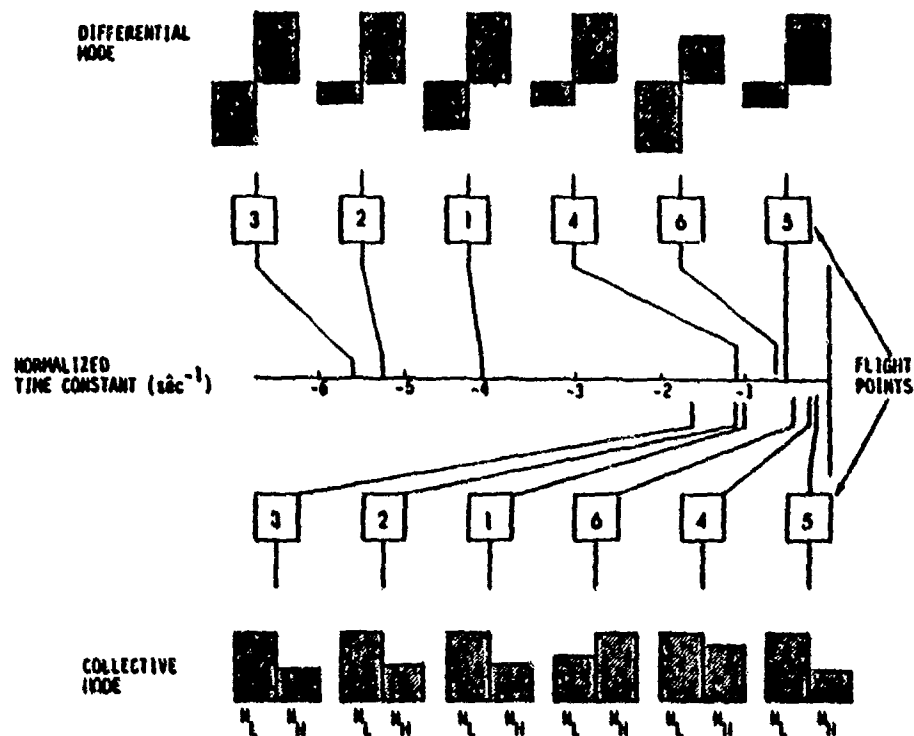 DIFFERENTIAL
MODE
3 2 1 4 6 5
NORMALIZED
TIME CONSTANT (sec⁻¹)
-6 -5 -4 -3 -2 -1
FLIGHT
POINTS
3 2 1 6 4 5
COLLECTIVE
MODE
N_L N_H N_L N_H N_L N_H N_L N_H N_L N_H N_L N_H